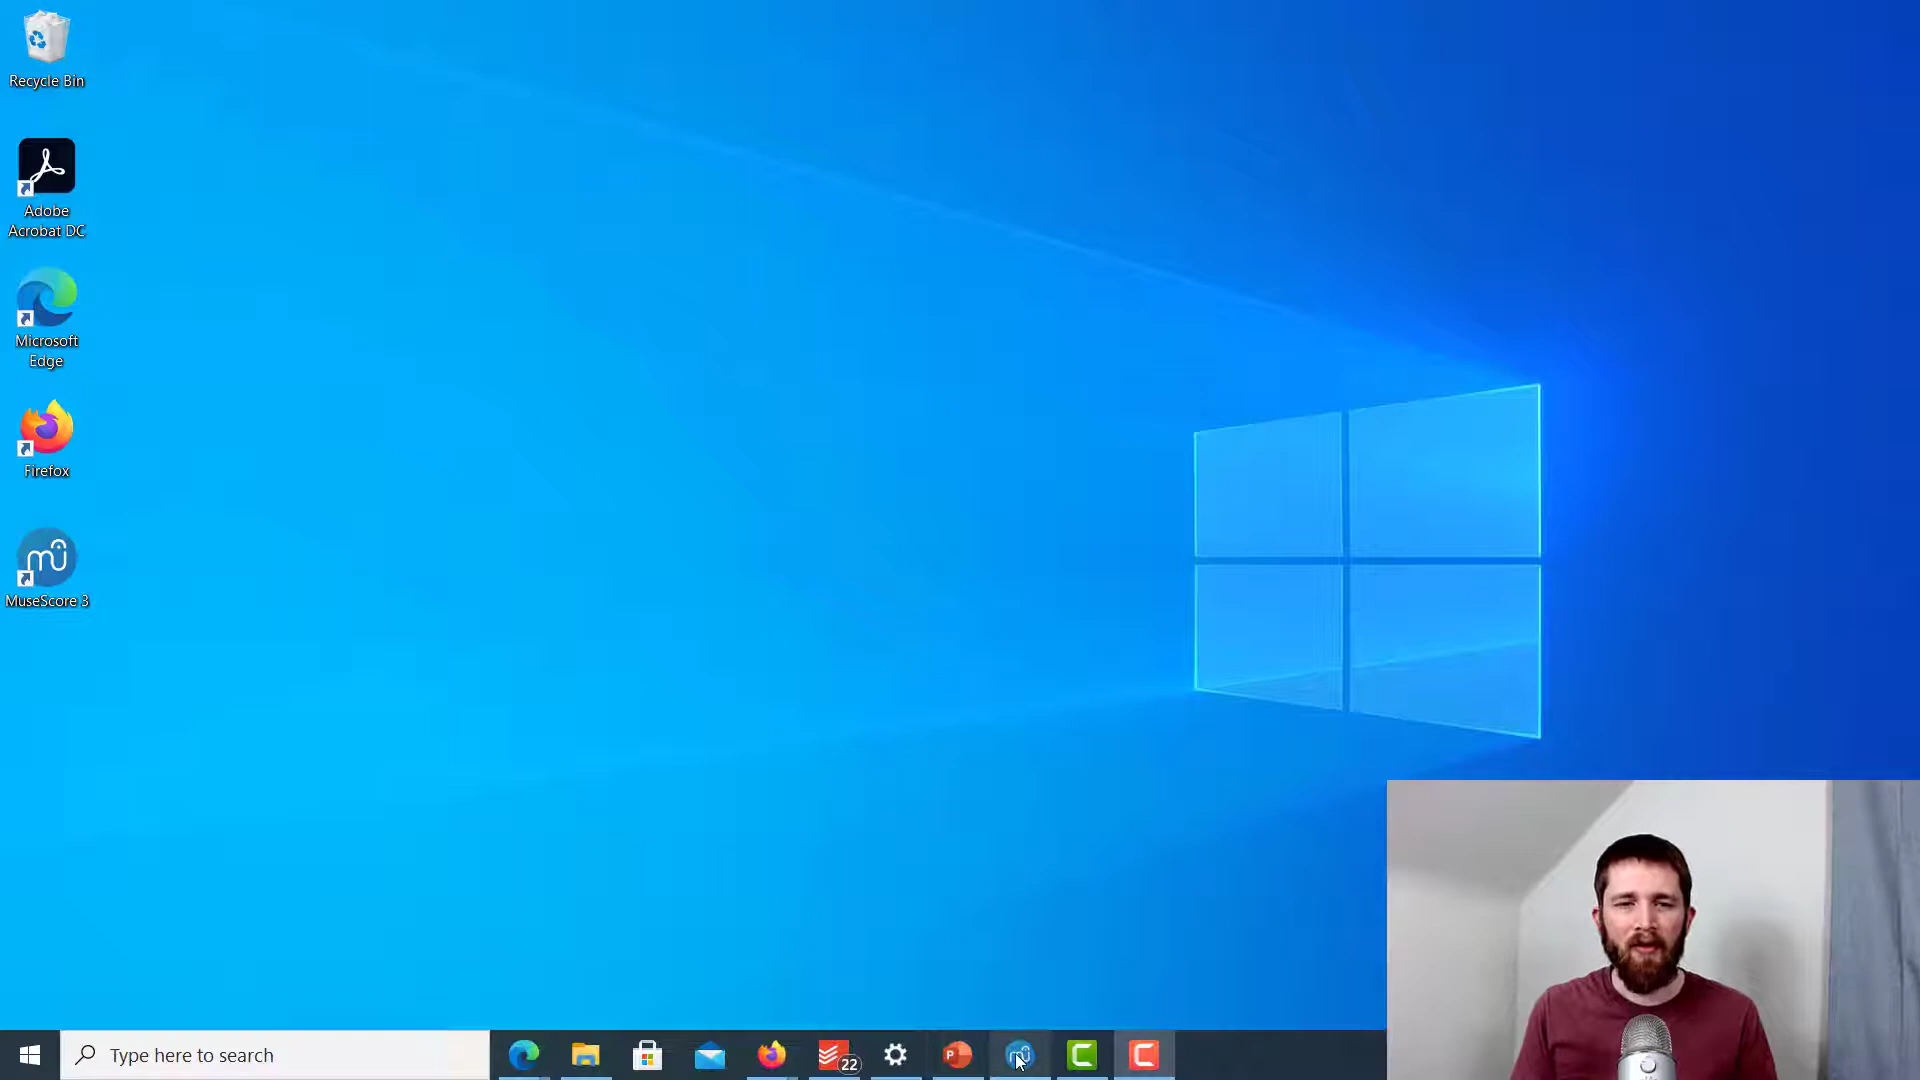 Recycle Bin
Adobe
Acrobat DC
Microsoft
Edge
Firefox
MuseScore 3
Type here to search
22